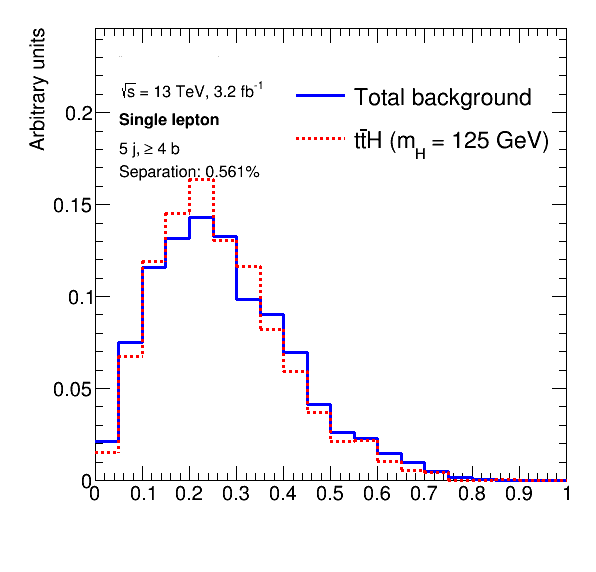 Arbitrary units
√s = 13 TeV, 3.2 fb⁻¹
Single lepton
5 j, ≥ 4 b
Separation: 0.561%
Total background
tt̄H (m_H = 125 GeV)
0.2
0.15
0.1
0.05
0
0 0.1 0.2 0.3 0.4 0.5 0.6 0.7 0.8 0.9 1